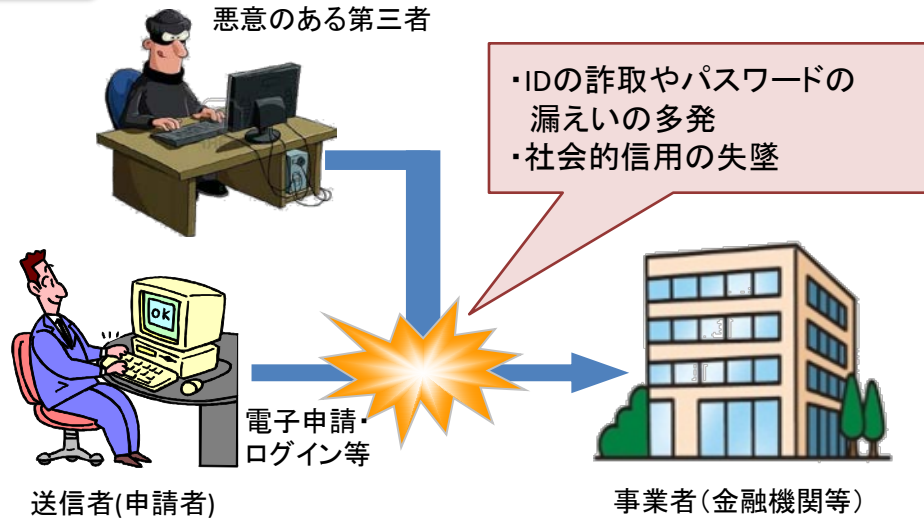 悪意のある第三者
・IDの詐取やパスワードの
漏えいの多発
・社会的信用の失墜
OK
電子申請・
ログイン等
送信者(申請者)
事業者（金融機関等）